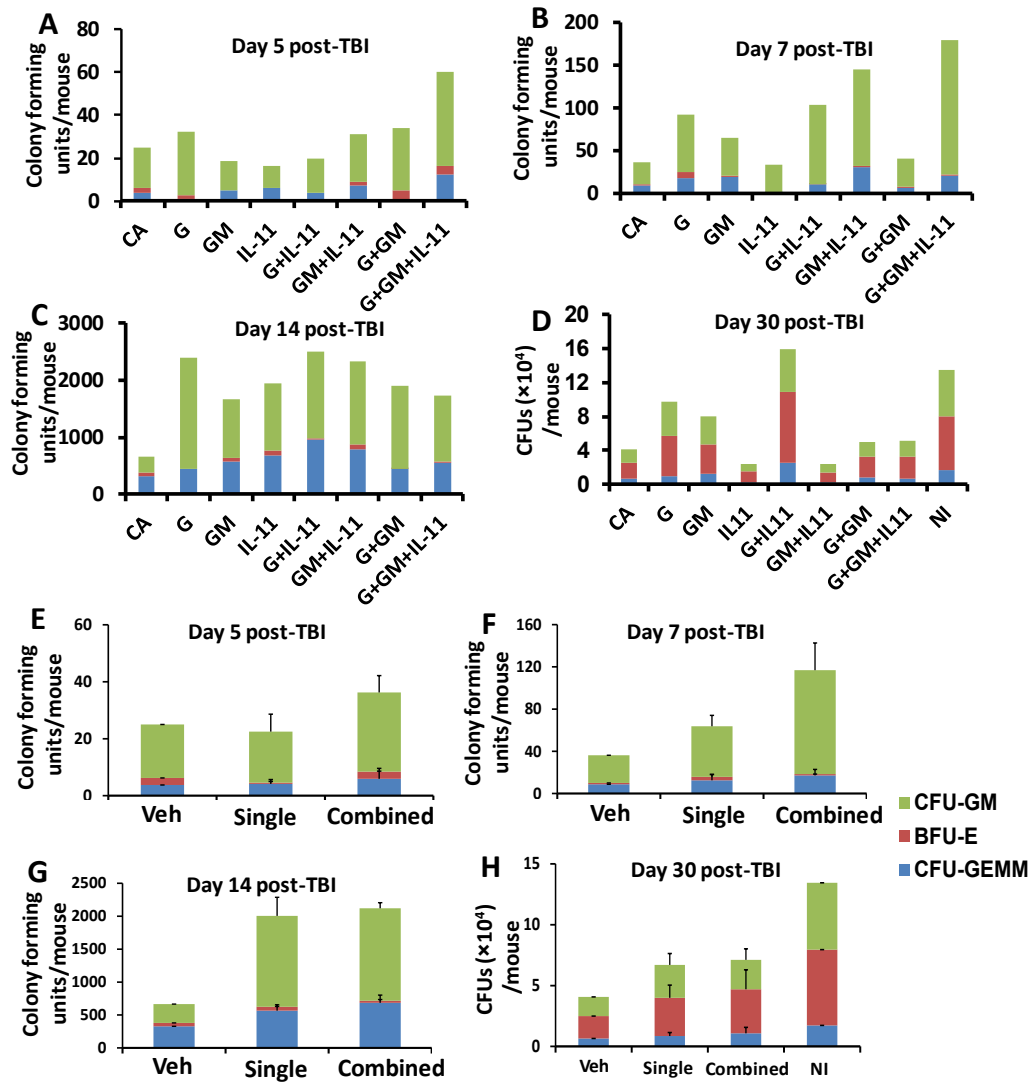 A
Day 5 post-TBI
Colony forming
units/mouse
80
60
40
20
0
CA
G
GM
IL-11
G+IL-11
GM+IL-11
G+GM
G+GM+IL-11
B
Day 7 post-TBI
Colony forming
units/mouse
200
150
100
50
0
CA
G
GM
IL-11
G+IL-11
GM+IL-11
G+GM
G+GM+IL-11
C
Day 14 post-TBI
Colony forming
units/mouse
3000
2000
1000
0
CA
G
GM
IL-11
G+IL-11
GM+IL-11
G+GM
G+GM+IL-11
D
Day 30 post-TBI
CFUs (×10⁴)
/mouse
20
16
12
8
4
0
CA
G
GM
IL11
G+IL11
GM+IL11
G+GM
G+GM+IL11
NI
E
Day 5 post-TBI
Colony forming
units/mouse
60
40
20
0
Veh
Single
Combined
F
Day 7 post-TBI
Colony forming
units/mouse
160
120
80
40
0
Veh
Single
Combined
CFU-GM
BFU-E
CFU-GEMM
G
Day 14 post-TBI
Colony forming
units/mouse
2500
2000
1500
1000
500
0
Veh
Single
Combined
H
Day 30 post-TBI
CFUs (×10⁴)
/mouse
15
10
5
0
Veh
Single
Combined
NI